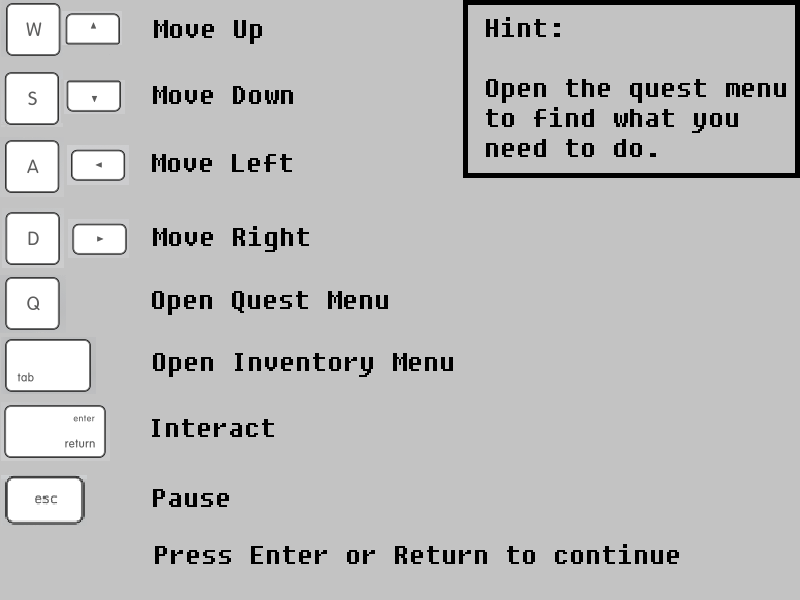 W ▲ Move Up
S ▼ Move Down
A ◄ Move Left
D ► Move Right
Q Open Quest Menu
tab Open Inventory Menu
enter
return Interact
esc Pause
Press Enter or Return to continue
Hint:
Open the quest menu
to find what you
need to do.